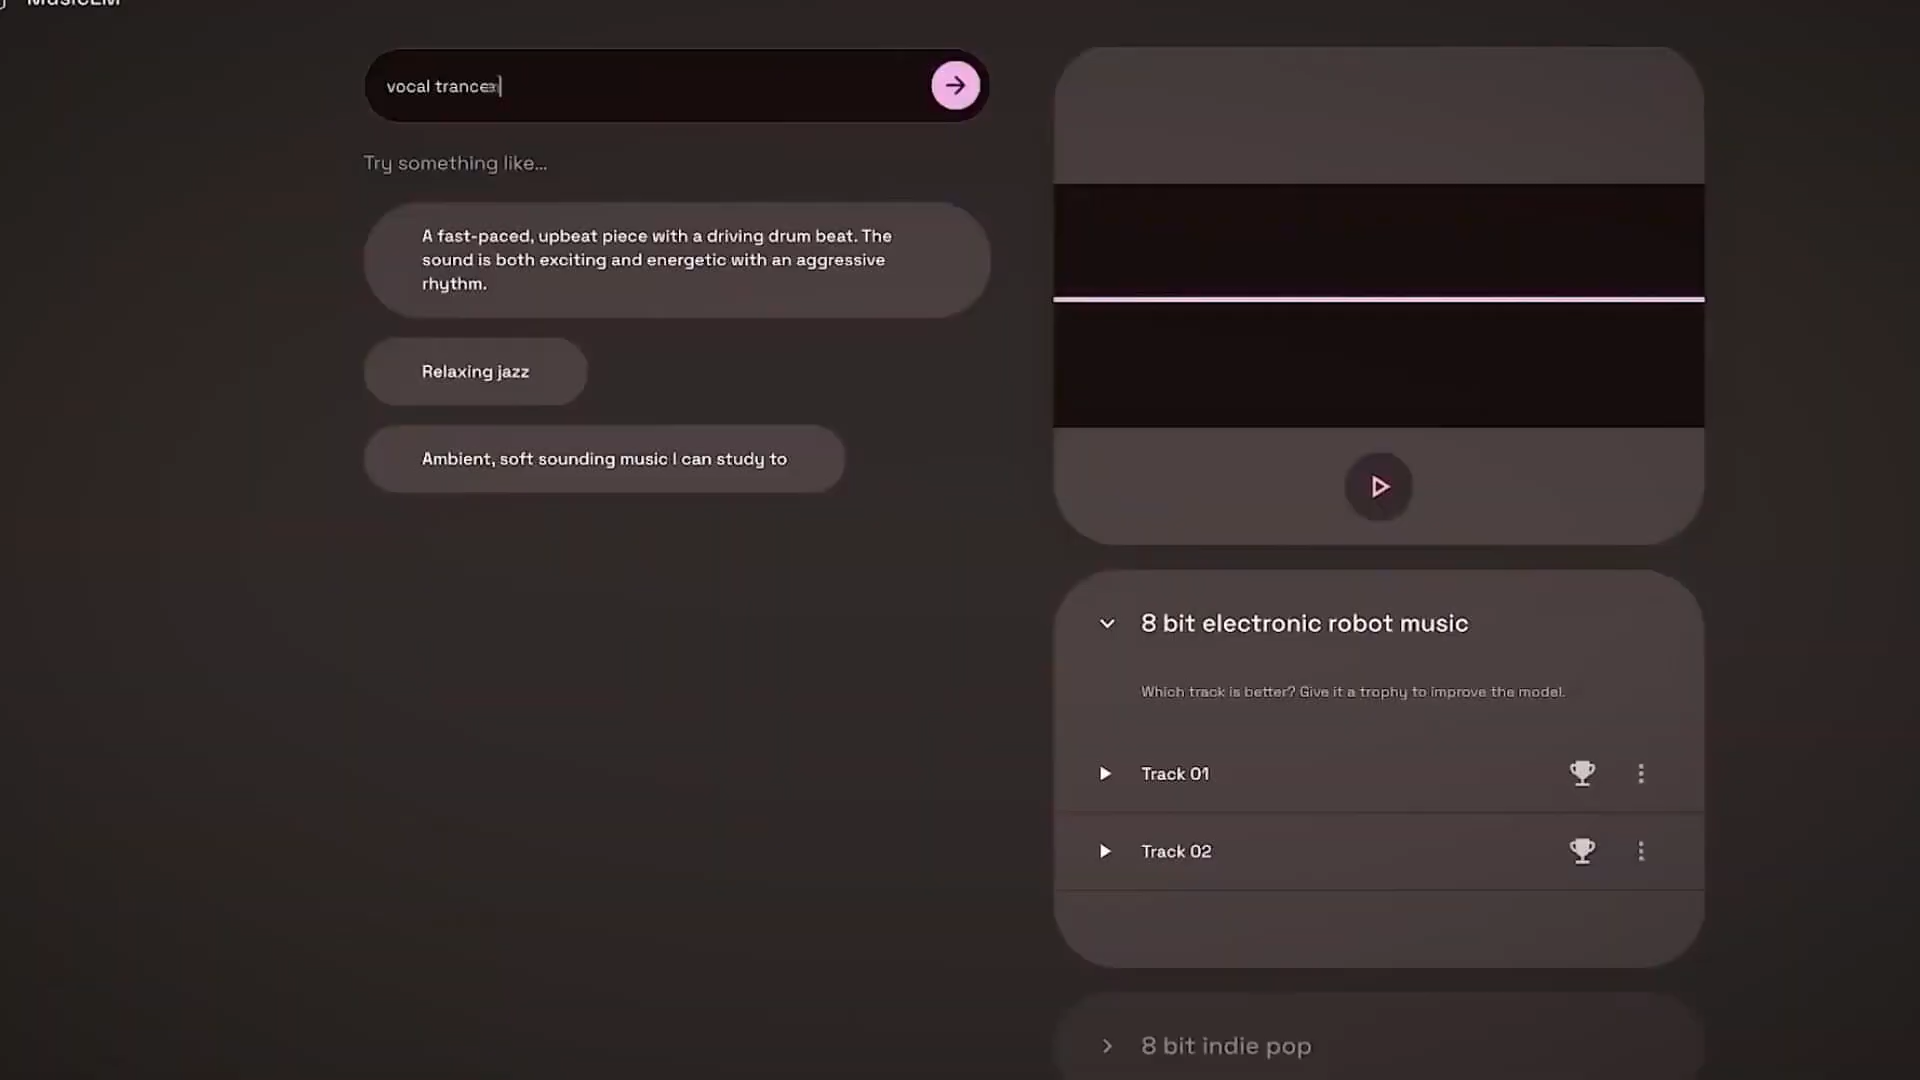 MusicLM
vocal trance
Try something like...
A fast-paced, upbeat piece with a driving drum beat. The
sound is both exciting and energetic with an aggressive
rhythm.
Relaxing jazz
Ambient, soft sounding music I can study to
8 bit electronic robot music
Which track is better? Give it a trophy to improve the model.
Track 01
Track 02
8 bit indie pop